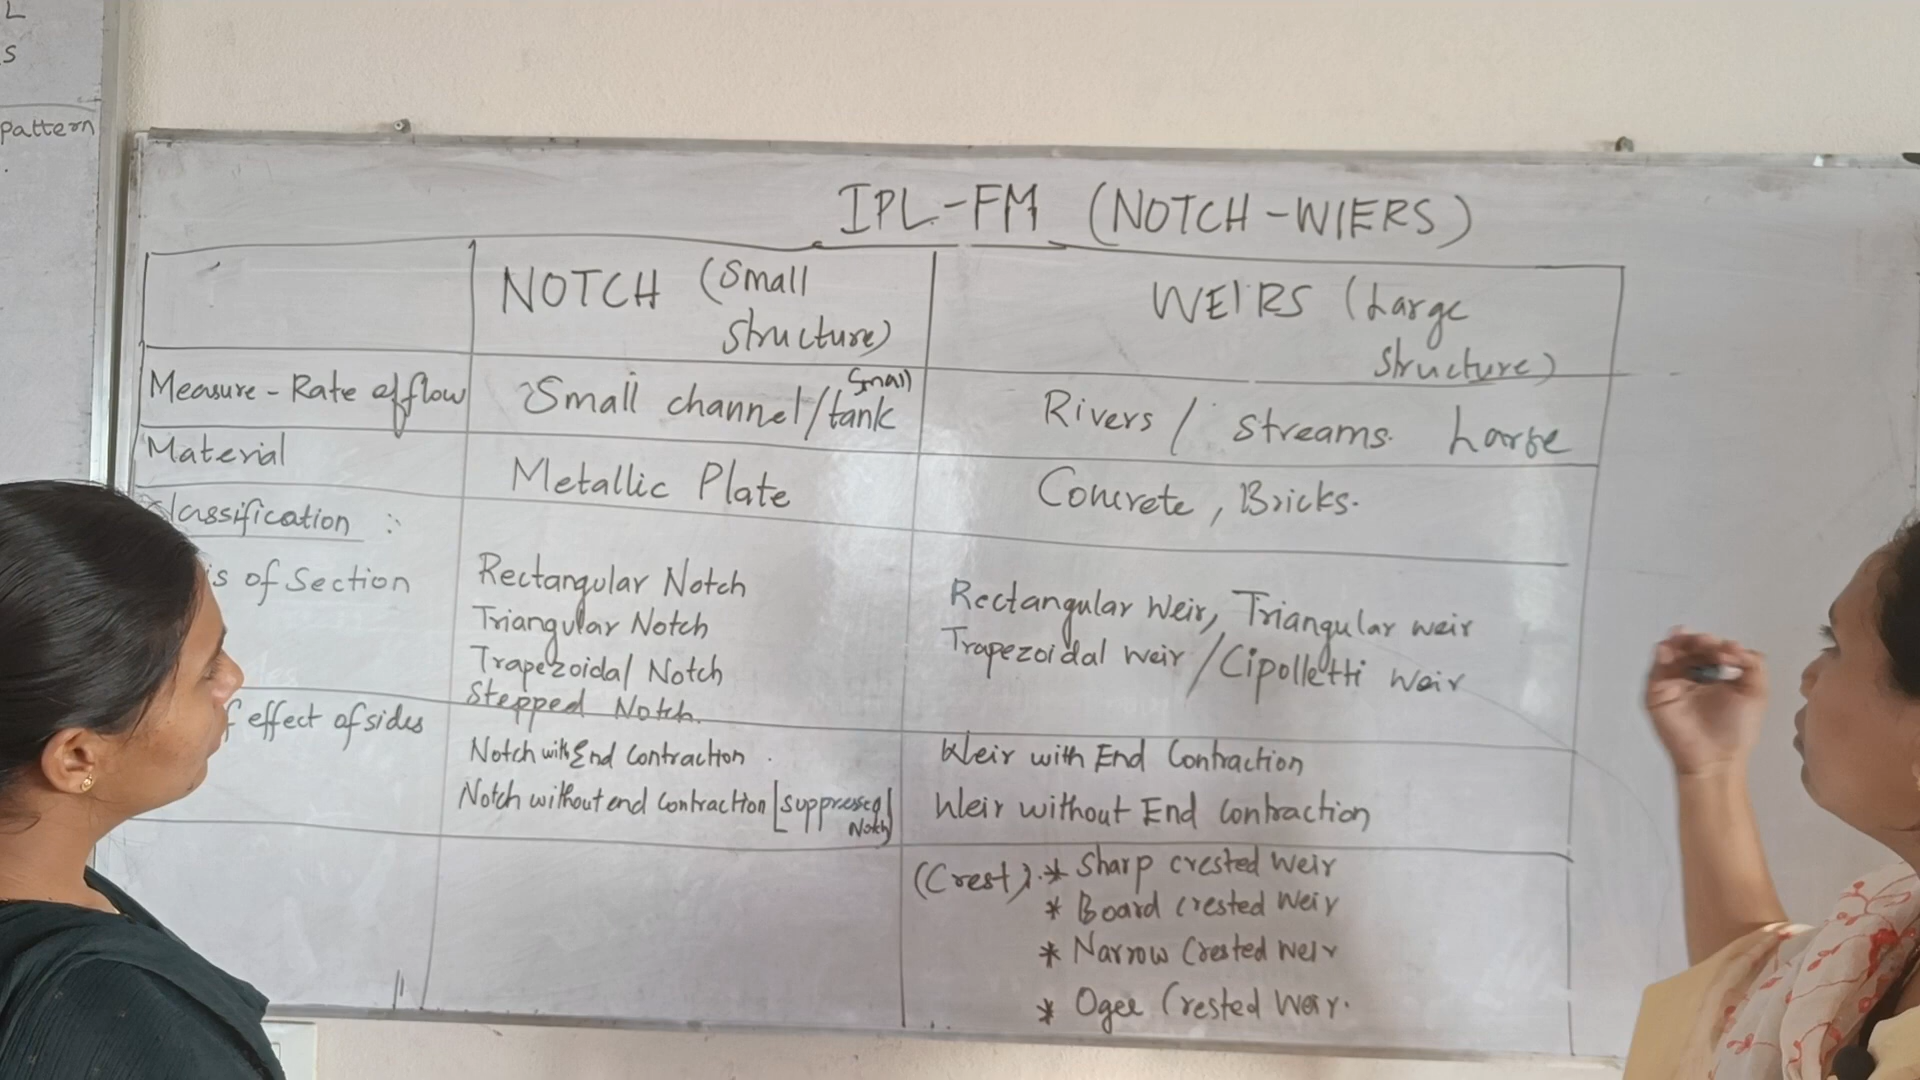 L
S
pattern
IPL-FM (NOTCH-WIERS)
NOTCH (Small
structure)
WEIRS (Large
structure)
Measure - Rate of flow
Small channel/tank
Small
Rivers / Streams. Large
Material
Metallic Plate
Concrete, Bricks.
Classification :
of Section
Rectangular Notch
Triangular Notch
Trapezoidal Notch
Stepped Notch.
Rectangular Weir, Triangular weir
Trapezoidal weir / Cipolletti weir
effect of sides
Notch with End Contraction .
Notch without end Contraction [suppressed
Notch]
Weir with End Contraction
Weir without End Contraction
(Crest). * Sharp crested weir
* Board crested weir
* Narrow Crested weir
* Ogee Crested Weir.